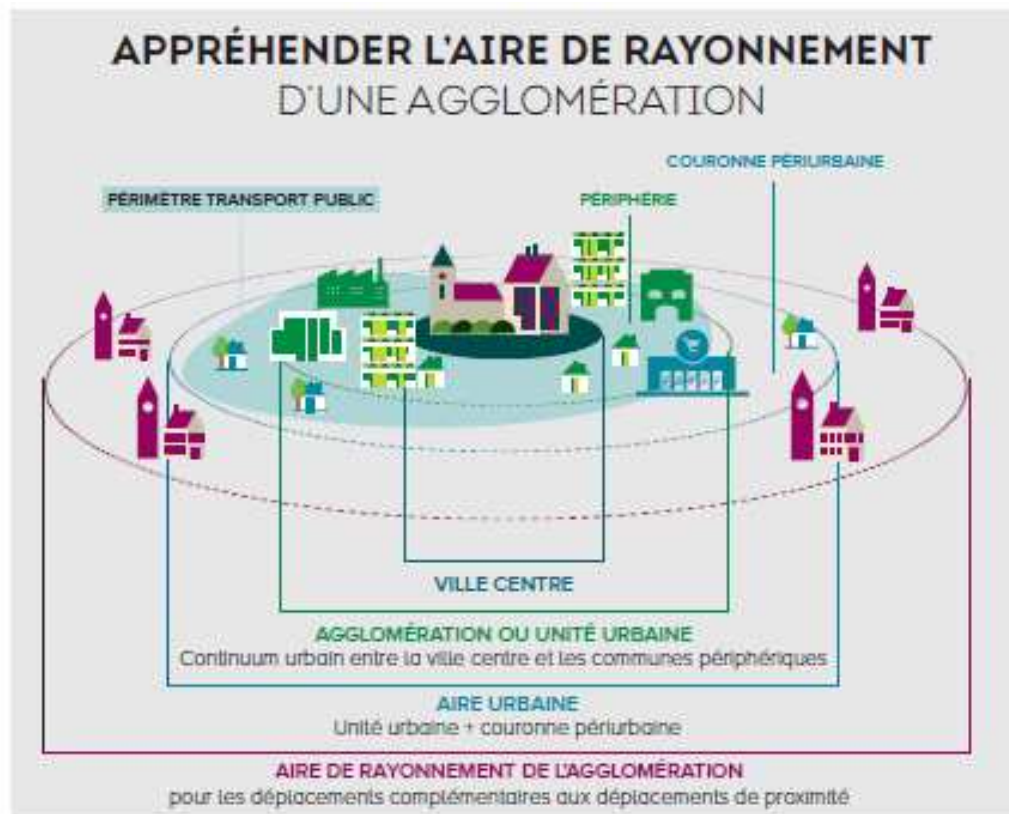 APPRÉHENDER L'AIRE DE RAYONNEMENT
D'UNE AGGLOMÉRATION
COURONNE PÉRIURBAINE
PÉRIMÈTRE TRANSPORT PUBLIC
PÉRIPHÉRIE
VILLE CENTRE
AGGLOMÉRATION OU UNITÉ URBAINE
Continuum urbain entre la ville centre et les communes périphériques
AIRE URBAINE
Unité urbaine + couronne périurbaine
AIRE DE RAYONNEMENT DE L'AGGLOMÉRATION
pour les déplacements complémentaires aux déplacements de proximité